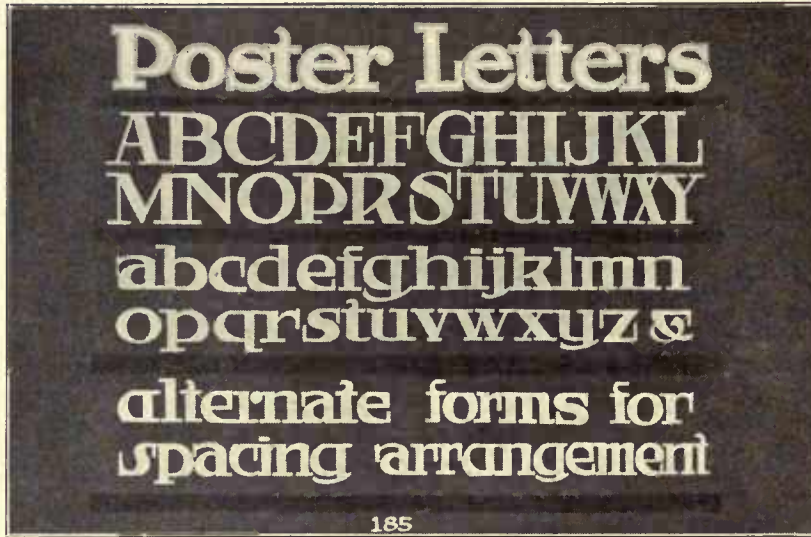 Poster Letters
ABCDEFGHIJKL
MNOPRSTUVWXY
abcdefghijklmn
opqrstuvwxyz &
alternate forms for
spacing arrangement
185